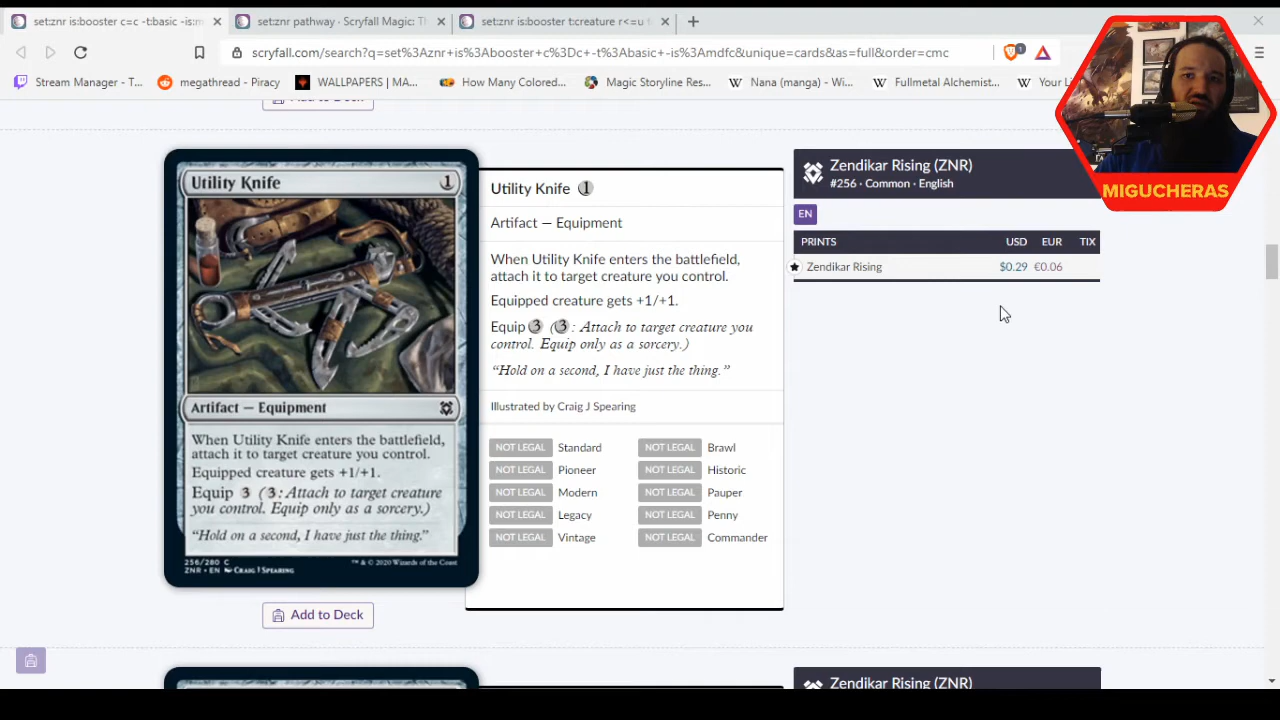 set:znr is:booster c=c -t:basic -is:m
set:znr pathway · Scryfall Magic: Th
set:znr is:booster t:creature r<=u t
scryfall.com/search?q=set%3Aznr+is%3Abooster+c%3Dc+-t%3Abasic+-is%3Amdfc&unique=cards&as=full&order=cmc
1
Stream Manager - T...
megathread - Piracy
WALLPAPERS | MA...
How Many Colored...
Magic Storyline Res...
Nana (manga) - Wi...
Fullmetal Alchemist...
Your Li
Add to Deck
MIGUCHERAS
Utility Knife 1
When Utility Knife enters the battlefield,
attach it to target creature you control.
Equipped creature gets +1/+1.
Equip 3 (3: Attach to target creature
you control. Equip only as a sorcery.)
"Hold on a second, I have just the thing."
Artifact — Equipment
256/280 C
ZNR • EN Craig J Spearing
™ & © 2020 Wizards of the Coast
Add to Deck
Utility Knife 1
Artifact — Equipment
When Utility Knife enters the battlefield,
attach it to target creature you control.
Equipped creature gets +1/+1.
Equip 3 (3: Attach to target creature you
control. Equip only as a sorcery.)
"Hold on a second, I have just the thing."
Illustrated by Craig J Spearing
NOT LEGAL Standard NOT LEGAL Brawl
NOT LEGAL Pioneer NOT LEGAL Historic
NOT LEGAL Modern NOT LEGAL Pauper
NOT LEGAL Legacy NOT LEGAL Penny
NOT LEGAL Vintage NOT LEGAL Commander
Zendikar Rising (ZNR)
#256 · Common · English
EN
PRINTS USD EUR TIX
Zendikar Rising $0.29 €0.06
Zendikar Rising (ZNR)